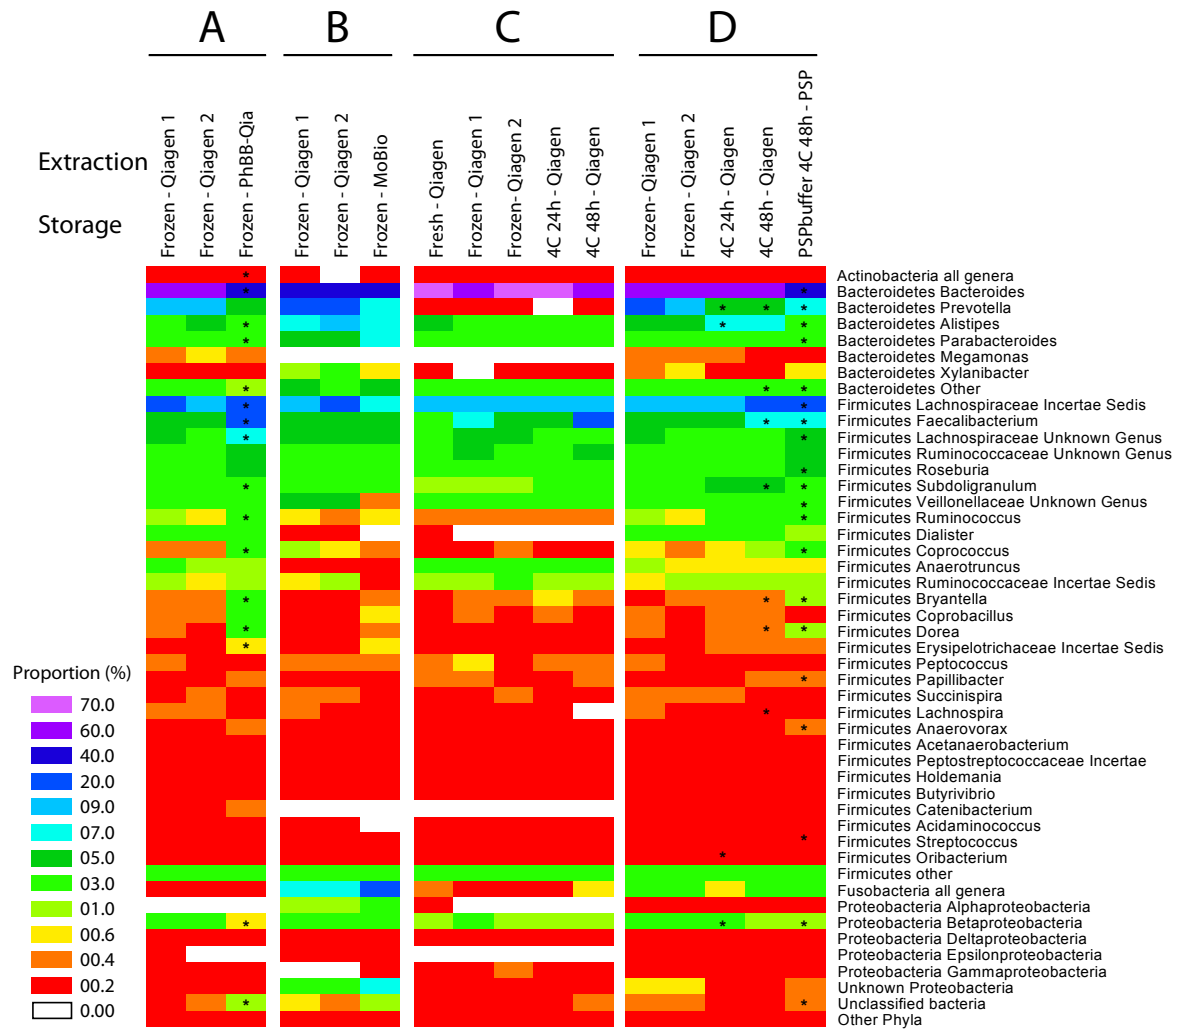 A B C D
Extraction
Storage
Frozen - Qiagen 1
Frozen - Qiagen 2
Frozen - PhBB-Qia
Frozen - Qiagen 1
Frozen - Qiagen 2
Frozen - MoBio
Fresh - Qiagen
Frozen - Qiagen 1
Frozen- Qiagen 2
4C 24h - Qiagen
4C 48h - Qiagen
Frozen- Qiagen 1
Frozen - Qiagen 2
4C 24h - Qiagen
4C 48h - Qiagen
PSPbuffer 4C 48h - PSP
Actinobacteria all genera
Bacteroidetes Bacteroides
Bacteroidetes Prevotella
Bacteroidetes Alistipes
Bacteroidetes Parabacteroides
Bacteroidetes Megamonas
Bacteroidetes Xylanibacter
Bacteroidetes Other
Firmicutes Lachnospiraceae Incertae Sedis
Firmicutes Faecalibacterium
Firmicutes Lachnospiraceae Unknown Genus
Firmicutes Ruminococcaceae Unknown Genus
Firmicutes Roseburia
Firmicutes Subdoligranulum
Firmicutes Veillonellaceae Unknown Genus
Firmicutes Ruminococcus
Firmicutes Dialister
Firmicutes Coprococcus
Firmicutes Anaerotruncus
Firmicutes Ruminococcaceae Incertae Sedis
Firmicutes Bryantella
Firmicutes Coprobacillus
Firmicutes Dorea
Firmicutes Erysipelotrichaceae Incertae Sedis
Firmicutes Peptococcus
Firmicutes Papillibacter
Firmicutes Succinispira
Firmicutes Lachnospira
Firmicutes Anaerovorax
Firmicutes Acetanaerobacterium
Firmicutes Peptostreptococcaceae Incertae
Firmicutes Holdemania
Firmicutes Butyrivibrio
Firmicutes Catenibacterium
Firmicutes Acidaminococcus
Firmicutes Streptococcus
Firmicutes Oribacterium
Firmicutes other
Fusobacteria all genera
Proteobacteria Alphaproteobacteria
Proteobacteria Betaproteobacteria
Proteobacteria Deltaproteobacteria
Proteobacteria Epsilonproteobacteria
Proteobacteria Gammaproteobacteria
Unknown Proteobacteria
Unclassified bacteria
Other Phyla
Proportion (%)
70.0
60.0
40.0
20.0
09.0
07.0
05.0
03.0
01.0
00.6
00.4
00.2
0.00